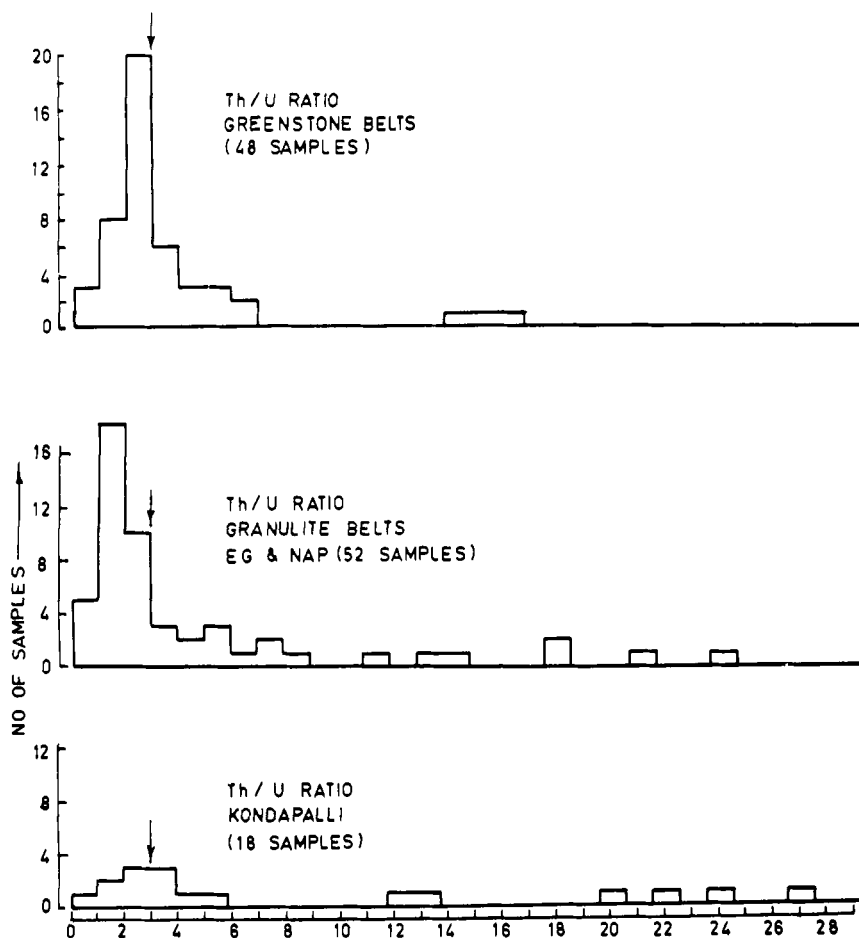 20
16
12
8
4
0
Th/U RATIO
GREENSTONE BELTS
(48 SAMPLES)
16
12
8
4
0
Th/U RATIO
GRANULITE BELTS
EG & NAP (52 SAMPLES)
NO OF SAMPLES
12
8
4
0
Th/U RATIO
KONDAPALLI
(18 SAMPLES)
0 2 4 6 8 10 12 14 16 18 20 22 24 26 28